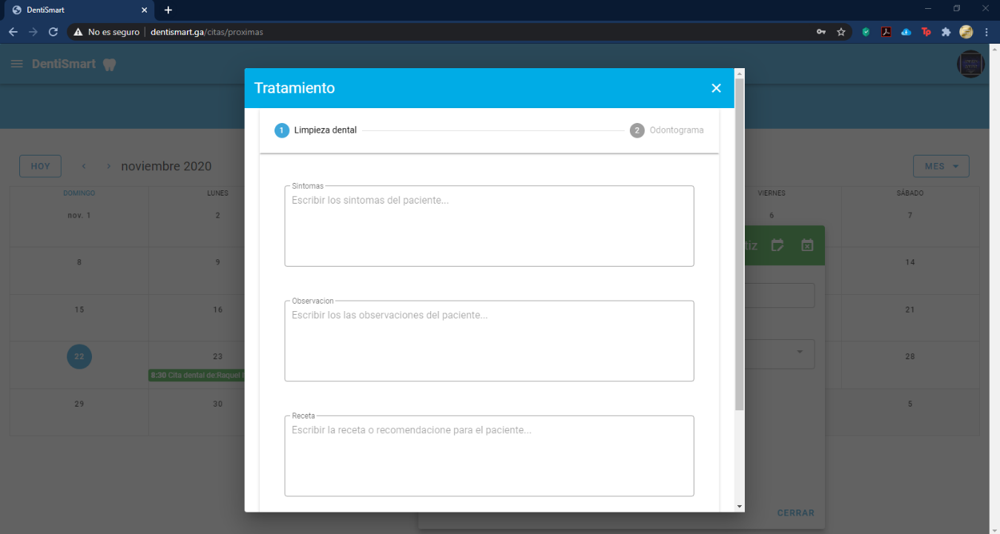 DentiSmart
No es seguro dentismart.ga/citas/proximas
DentiSmart
Tratamiento
1 Limpieza dental 2 Odontograma
HOY noviembre 2020 MES
DOMINGO LUNES VIERNES SÁBADO
nov. 1 2 6 7
Sintomas
Escribir los sintomas del paciente...
tiz
8 9 14
15 16 21
Observacion
Escribir los las observaciones del paciente...
22 23 28
8:30 Cita dental de:Raquel
29 30 5
Receta
Escribir la receta o recomendacione para el paciente...
CERRAR